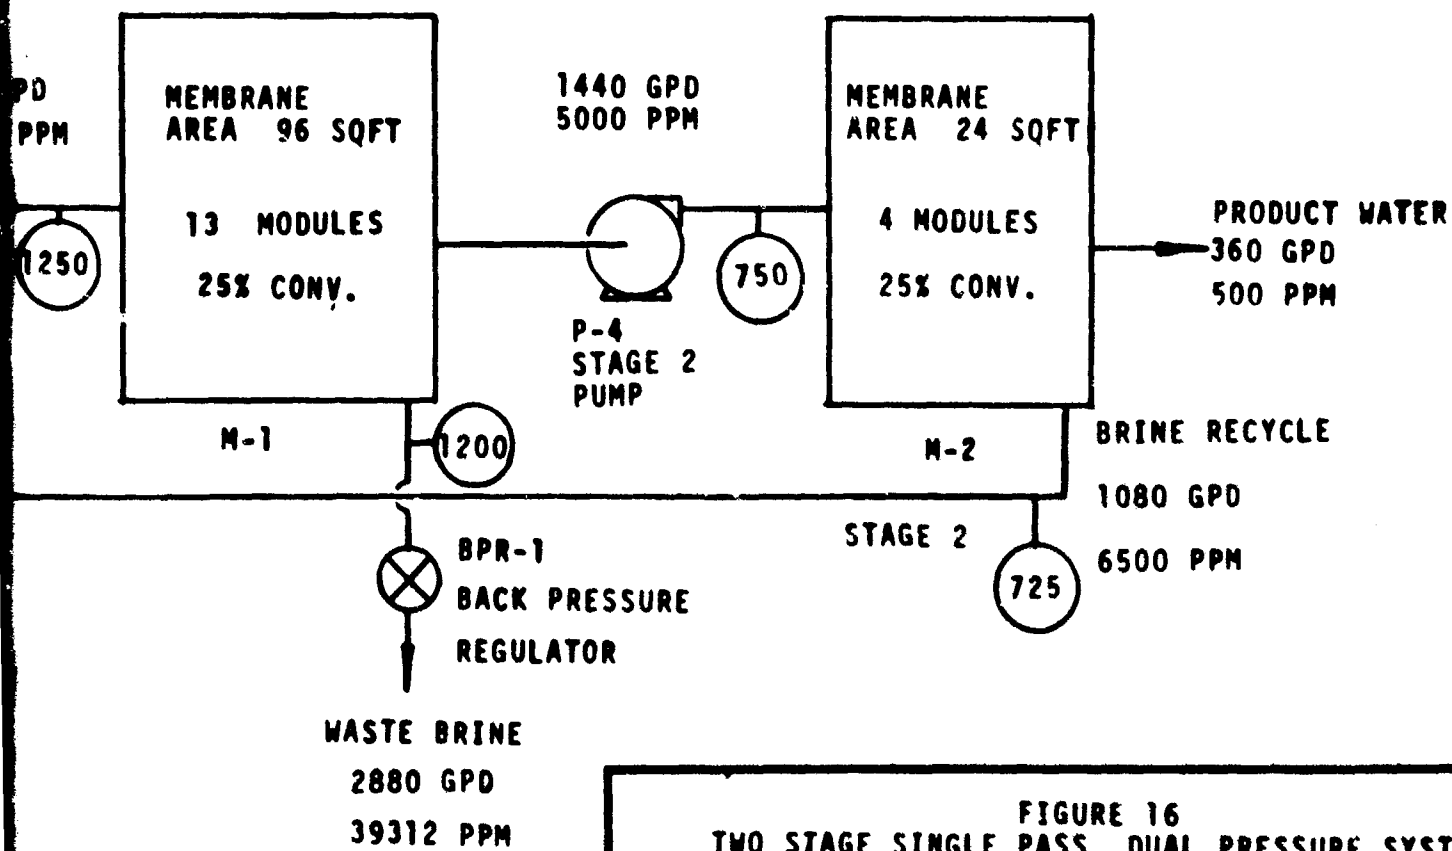 PD
PPM
1250
MEMBRANE
AREA 96 SQFT
13 MODULES
25% CONV.
M-1
1200
1440 GPD
5000 PPM
P-4
STAGE 2
PUMP
750
MEMBRANE
AREA 24 SQFT
4 MODULES
25% CONV.
M-2
PRODUCT WATER
360 GPD
500 PPM
BRINE RECYCLE
1080 GPD
6500 PPM
STAGE 2
725
BPR-1
BACK PRESSURE
REGULATOR
WASTE BRINE
2880 GPD
39312 PPM
FIGURE 16
TWO STAGE SINGLE PASS DUAL PRESSURE SYST